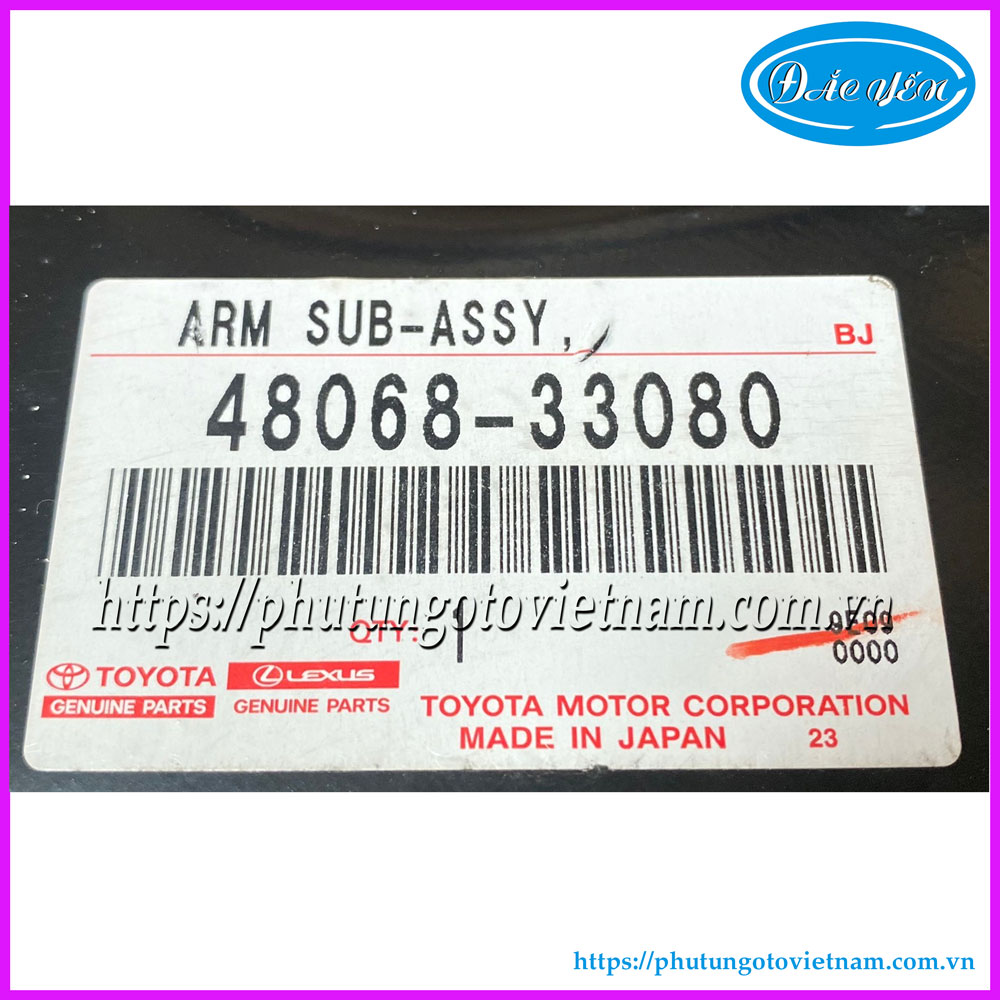 ĐẮC YẾN
ARM SUB-ASSY,
BJ
48068-33080
https://phutungotovietnam.com.vn
QTY: 1
0000
TOYOTA
GENUINE PARTS
LEXUS
GENUINE PARTS
TOYOTA MOTOR CORPORATION
MADE IN JAPAN 23
https://phutungotovietnam.com.vn